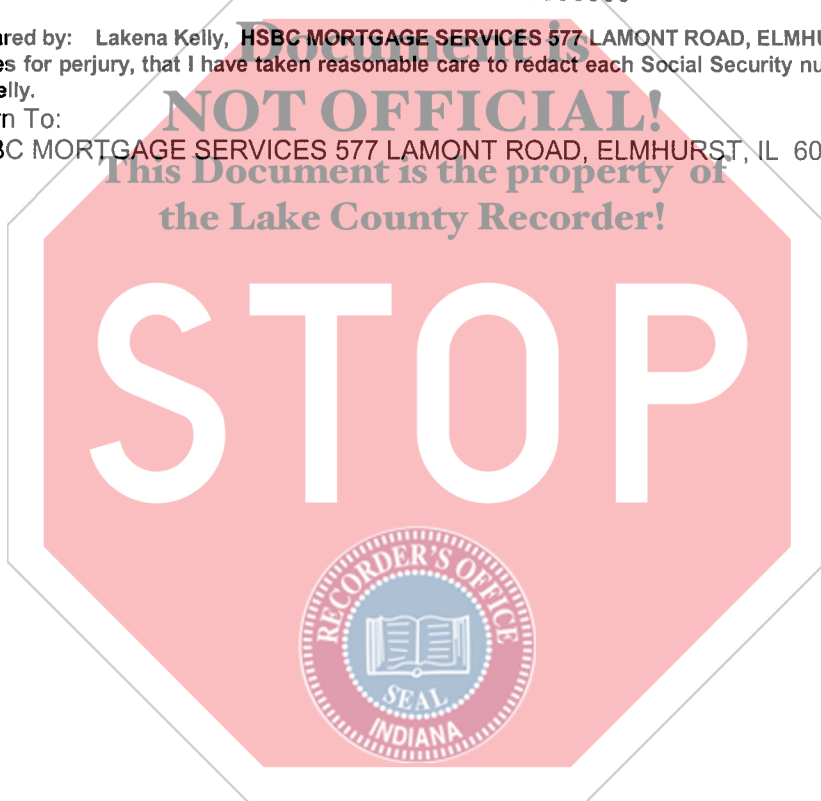 Document is
red by: Lakena Kelly, HSBC MORTGAGE SERVICES 577 LAMONT ROAD, ELMHU
es for perjury, that I have taken reasonable care to redact each Social Security nu
elly.
NOT OFFICIAL!
n To:
BC MORTGAGE SERVICES 577 LAMONT ROAD, ELMHURST, IL 60
This Document is the property of
the Lake County Recorder!
STOP
RECORDER'S OFFICE
SEAL
INDIANA